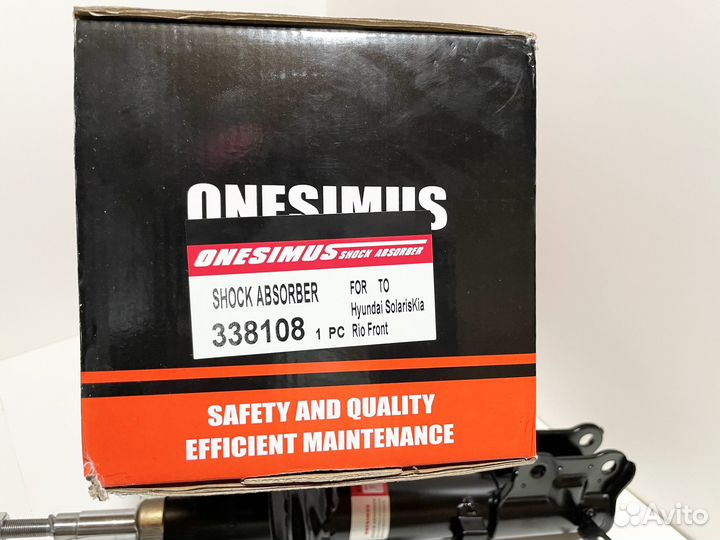 ONESIMUS
ONESIMUS SHOCK ABSORBER
SHOCK ABSORBER FOR TO
Hyundai SolarisKia
338108 1 PC Rio Front
SAFETY AND QUALITY
EFFICIENT MAINTENANCE
ONESIMUS
Avito